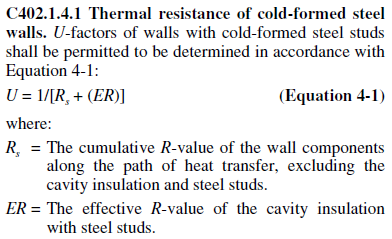 C402.1.4.1 Thermal resistance of cold-formed steel
walls. U-factors of walls with cold-formed steel studs
shall be permitted to be determined in accordance with
Equation 4-1:
U = 1/[Rs + (ER)] (Equation 4-1)
where:
Rs = The cumulative R-value of the wall components
along the path of heat transfer, excluding the
cavity insulation and steel studs.
ER = The effective R-value of the cavity insulation
with steel studs.